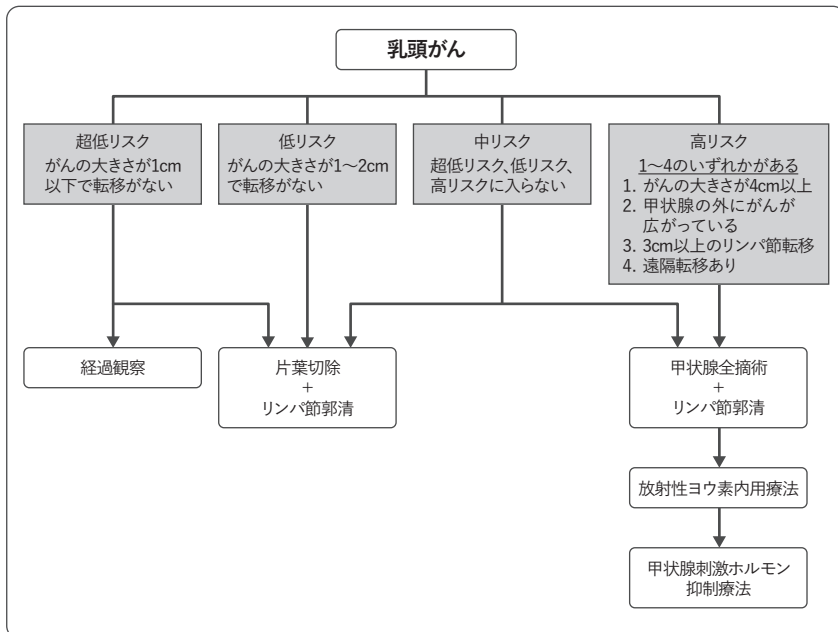 乳頭がん
超低リスク
がんの大きさが1cm
以下で転移がない
低リスク
がんの大きさが1〜2cm
で転移がない
中リスク
超低リスク、低リスク、
高リスクに入らない
高リスク
1〜4のいずれかがある
1. がんの大きさが4cm以上
2. 甲状腺の外にがんが
広がっている
3. 3cm以上のリンパ節転移
4. 遠隔転移あり
経過観察
片葉切除
+
リンパ節郭清
甲状腺全摘術
+
リンパ節郭清
放射性ヨウ素内用療法
甲状腺刺激ホルモン
抑制療法